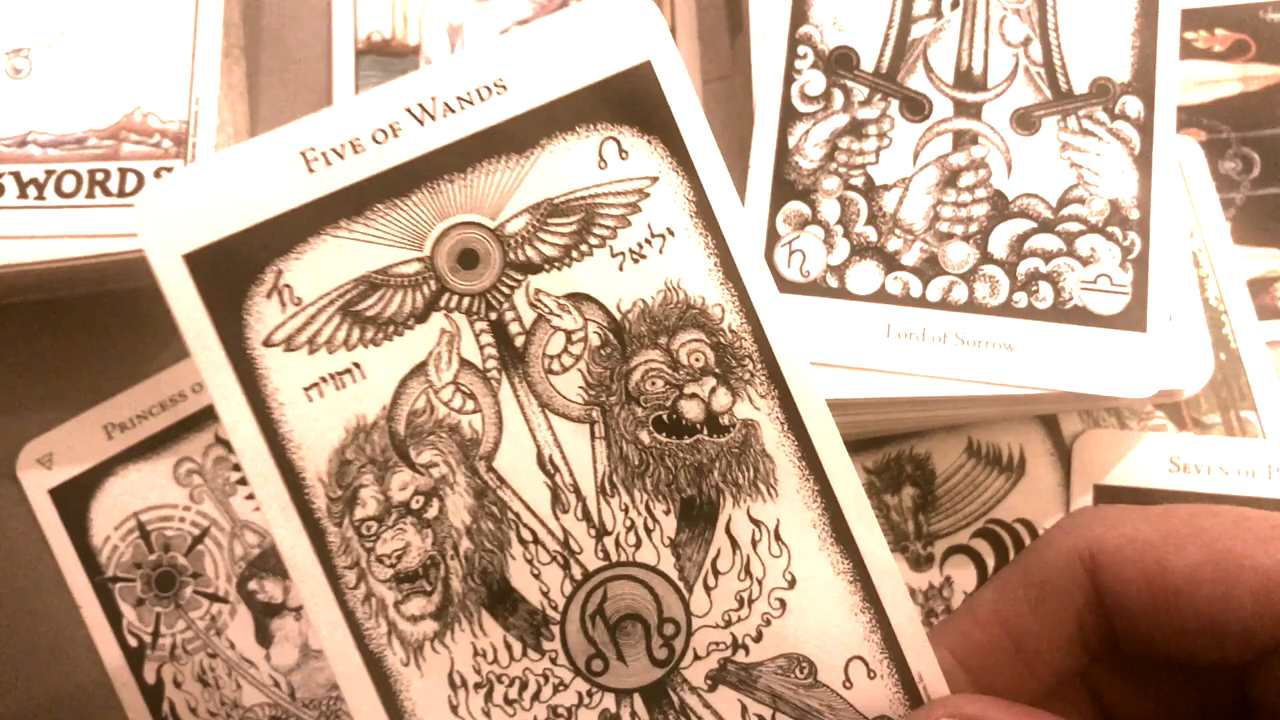 SWORDS
FIVE OF WANDS
יליאל
והויה
Lord of Sorrow
PRINCESS O
SEVEN OF P